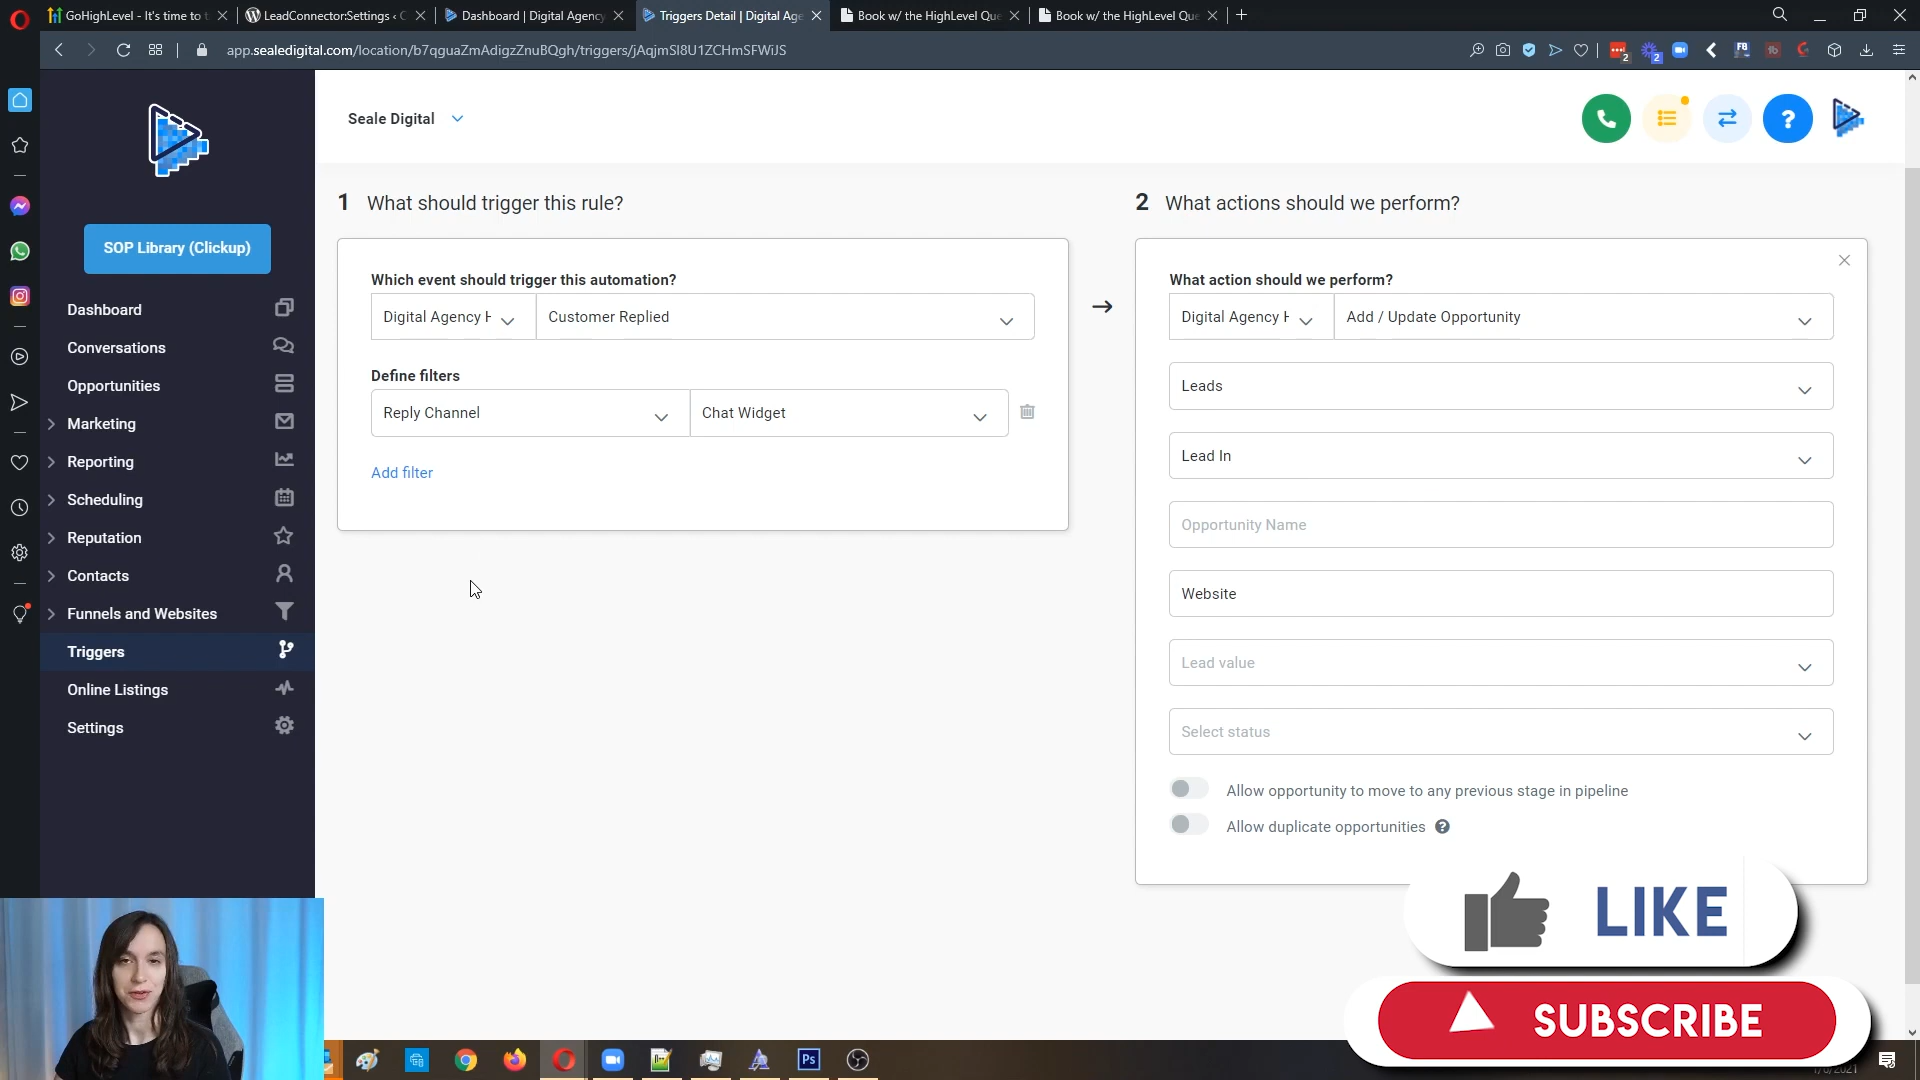 GoHighLevel - It's time to t
LeadConnector:Settings ‹ C
Dashboard | Digital Agency
Triggers Detail | Digital Age
Book w/ the HighLevel Que
Book w/ the HighLevel Que
app.sealedigital.com/location/b7qguaZmAdigzZnuBQgh/triggers/jAqjmSl8U1ZCHmSFWiJS
Seale Digital
SOP Library (Clickup)
Dashboard
Conversations
Opportunities
Marketing
Reporting
Scheduling
Reputation
Contacts
Funnels and Websites
Triggers
Online Listings
Settings
1 What should trigger this rule?
Which event should trigger this automation?
Digital Agency H
Customer Replied
Define filters
Reply Channel
Chat Widget
Add filter
2 What actions should we perform?
What action should we perform?
Digital Agency H
Add / Update Opportunity
Leads
Lead In
Opportunity Name
Website
Lead value
Select status
Allow opportunity to move to any previous stage in pipeline
Allow duplicate opportunities ?
LIKE
SUBSCRIBE
Ps